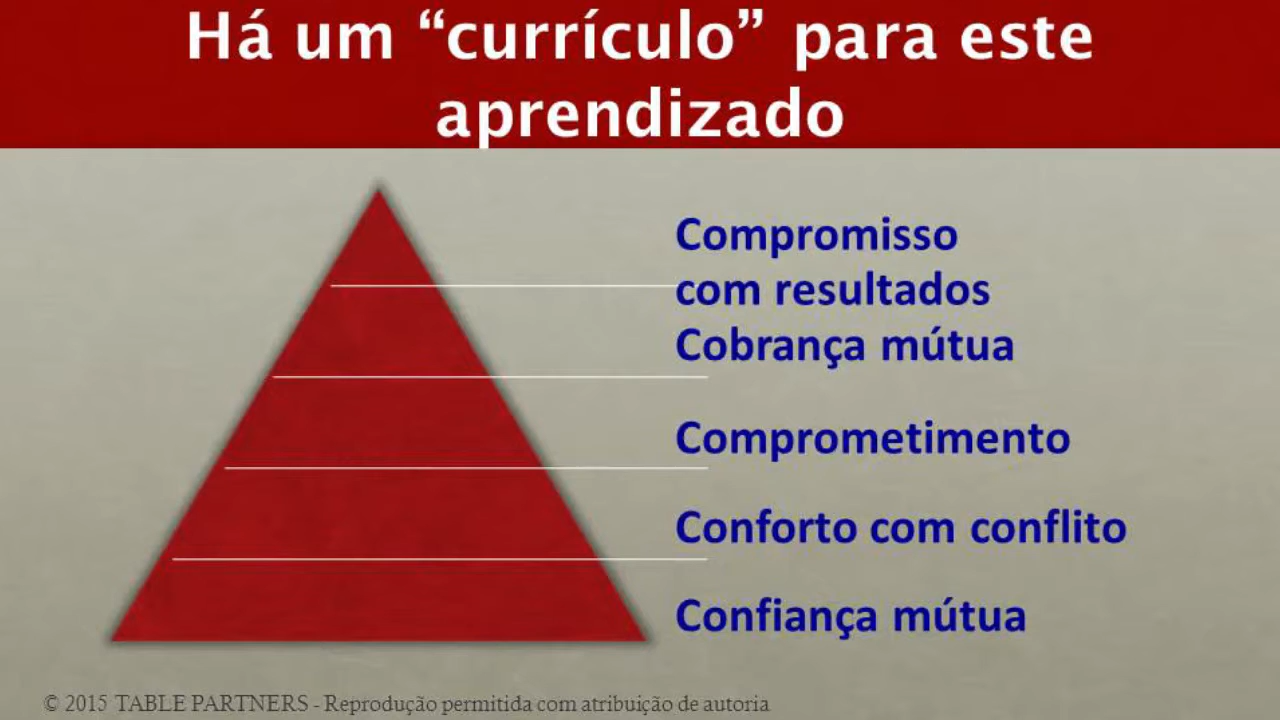 Há um “currículo” para este
aprendizado
Compromisso
com resultados
Cobrança mútua
Comprometimento
Conforto com conflito
Confiança mútua
© 2015 TABLE PARTNERS - Reprodução permitida com atribuição de autoria